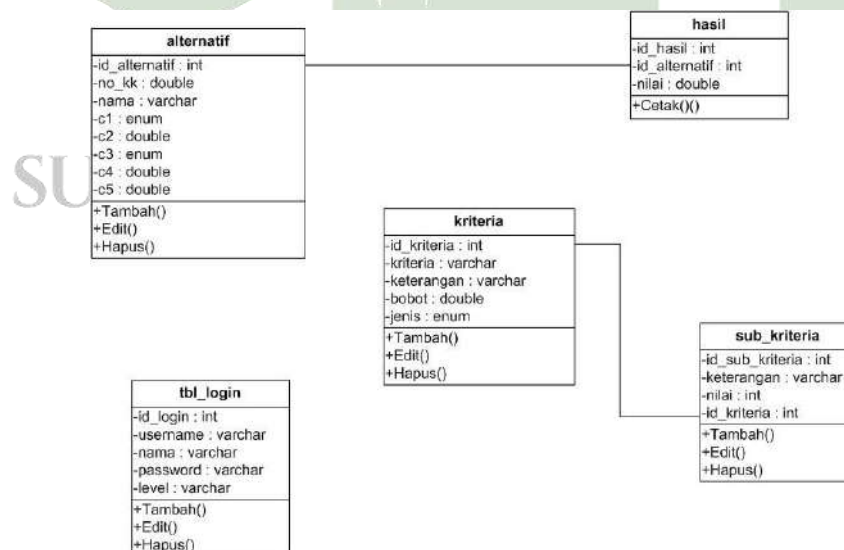 alternatif
-id_alternatif : int
-no_kk : double
-nama : varchar
-c1 : enum
-c2 : double
-c3 : enum
-c4 : double
-c5 : double
+Tambah()
+Edit()
+Hapus()
hasil
-id_hasil : int
-id_alternatif : int
-nilai : double
+Cetak()()
SU
kriteria
-id_kriteria : int
-kriteria : varchar
-keterangan : varchar
-bobot : double
-jenis : enum
+Tambah()
+Edit()
+Hapus()
sub_kriteria
-id_sub_kriteria : int
-keterangan : varchar
-nilai : int
-id_kriteria : int
+Tambah()
+Edit()
+Hapus()
tbl_login
-id_login : int
-username : varchar
-nama : varchar
-password : varchar
-level : varchar
+Tambah()
+Edit()
+Hapus()